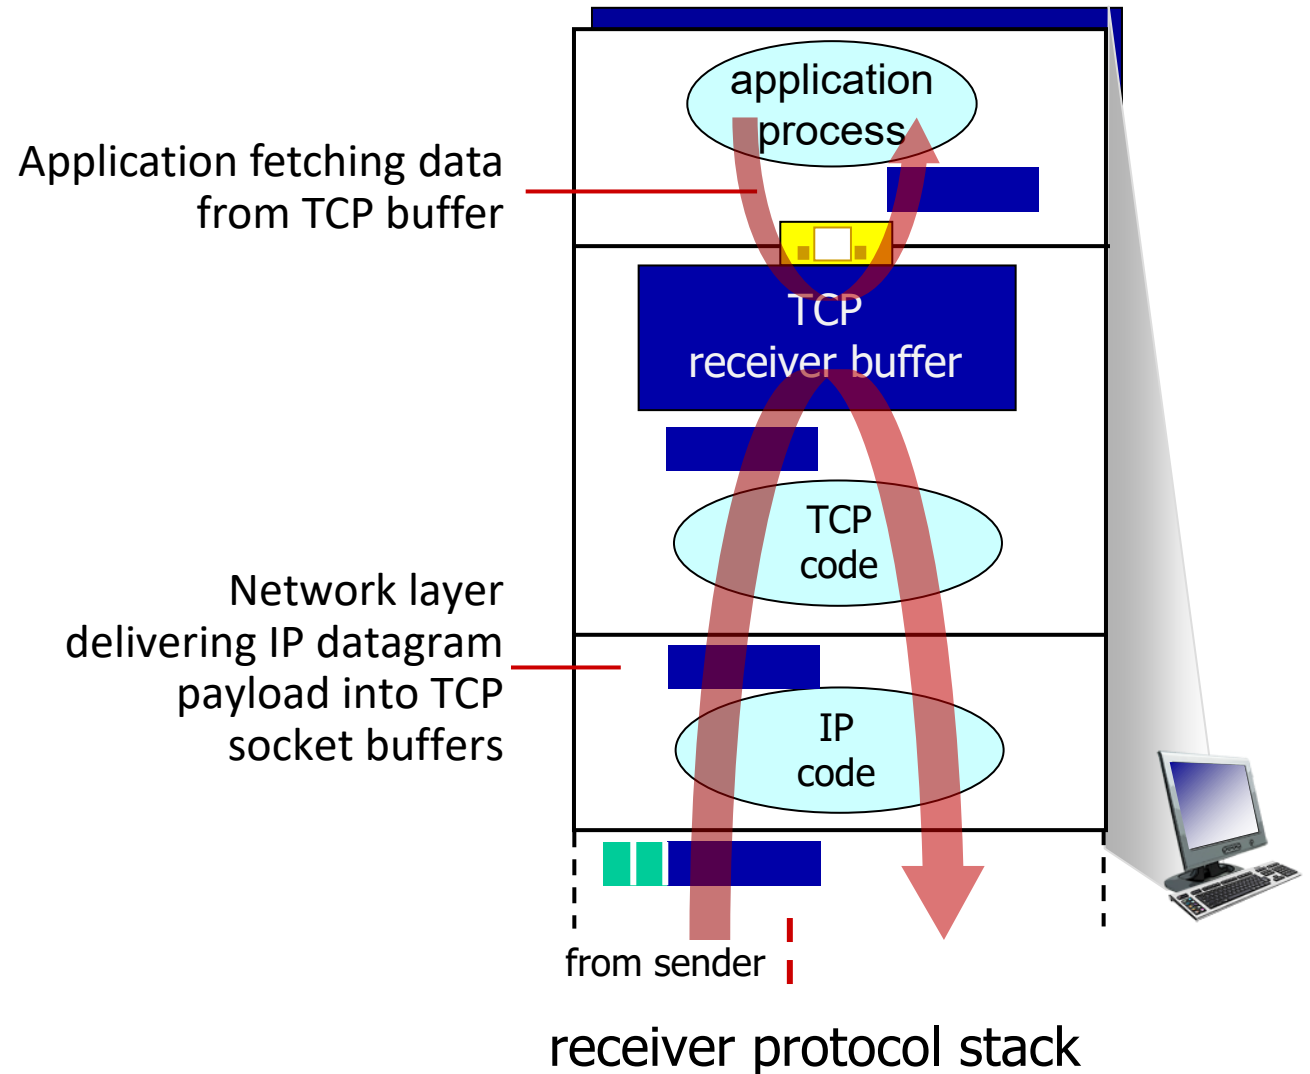 application
process
Application fetching data
from TCP buffer
TCP
receiver buffer
TCP
code
Network layer
delivering IP datagram
payload into TCP
socket buffers
IP
code
from sender
receiver protocol stack